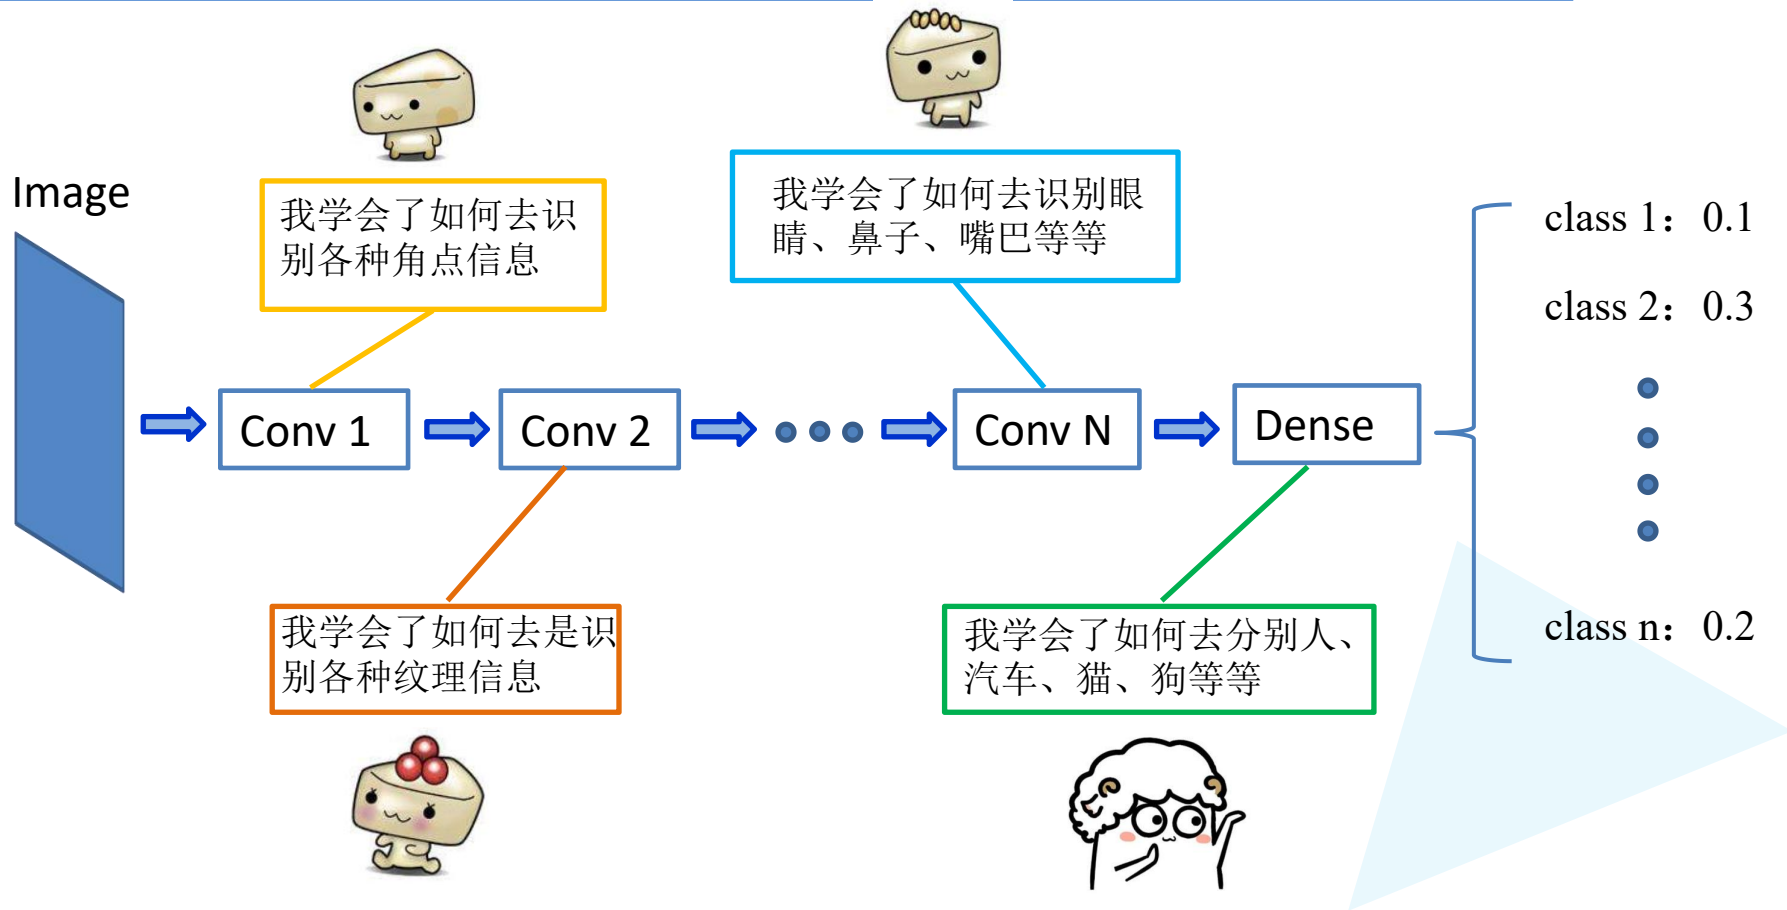 Image
我学会了如何去识
别各种角点信息
我学会了如何去识别眼
睛、鼻子、嘴巴等等
Conv 1
Conv 2
Conv N
Dense
我学会了如何去是识
别各种纹理信息
我学会了如何去分别人、
汽车、猫、狗等等
class 1：0.1
class 2：0.3
class n：0.2